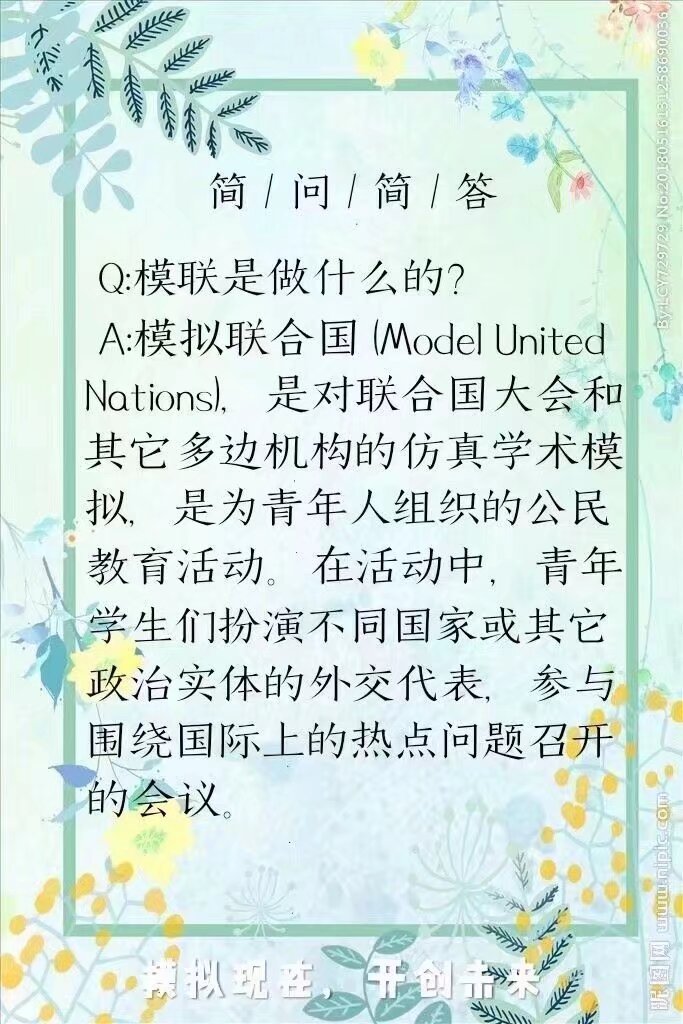 简/问/简/答
Q:模联是做什么的?
A:模拟联合国 (Model United
Nations)，是对联合国大会和
其它多边机构的仿真学术模
拟，是为青年人组织的公民
教育活动。在活动中，青年
学生们扮演不同国家或其它
政治实体的外交代表，参与
围绕国际上的热点问题召开
的会议。
模拟现在，开创未来
By:LCY729729 No.20180516131258690036
昵图网 www.nipic.com